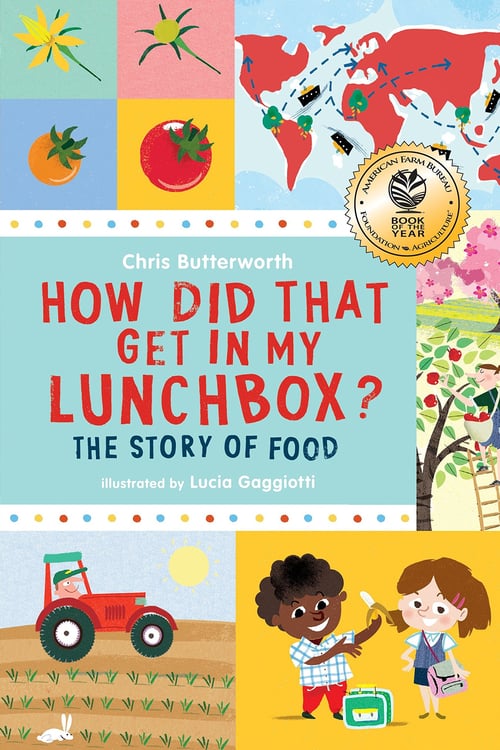 AMERICAN FARM BUREAU
BOOK
OF THE
YEAR
FOUNDATION FOR AGRICULTURE®
Chris Butterworth
HOW DID THAT
GET IN MY
LUNCHBOX?
THE STORY OF FOOD
illustrated by Lucia Gaggiotti